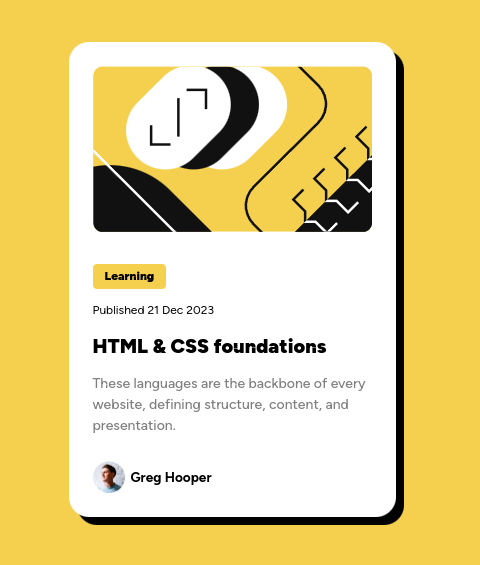 Learning
Published 21 Dec 2023
HTML & CSS foundations
These languages are the backbone of every
website, defining structure, content, and
presentation.
Greg Hooper